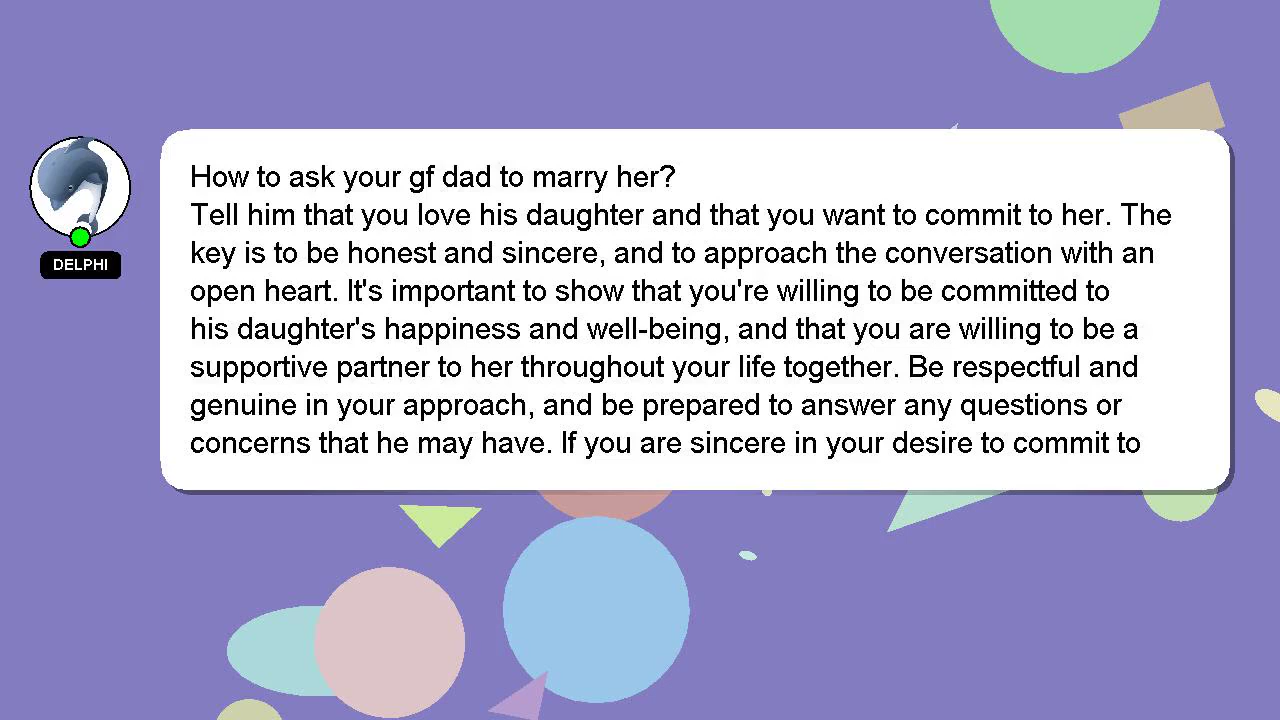 How to ask your gf dad to marry her?
Tell him that you love his daughter and that you want to commit to her. The
key is to be honest and sincere, and to approach the conversation with an
open heart. It's important to show that you're willing to be committed to
his daughter's happiness and well-being, and that you are willing to be a
supportive partner to her throughout your life together. Be respectful and
genuine in your approach, and be prepared to answer any questions or
concerns that he may have. If you are sincere in your desire to commit to
DELPHI